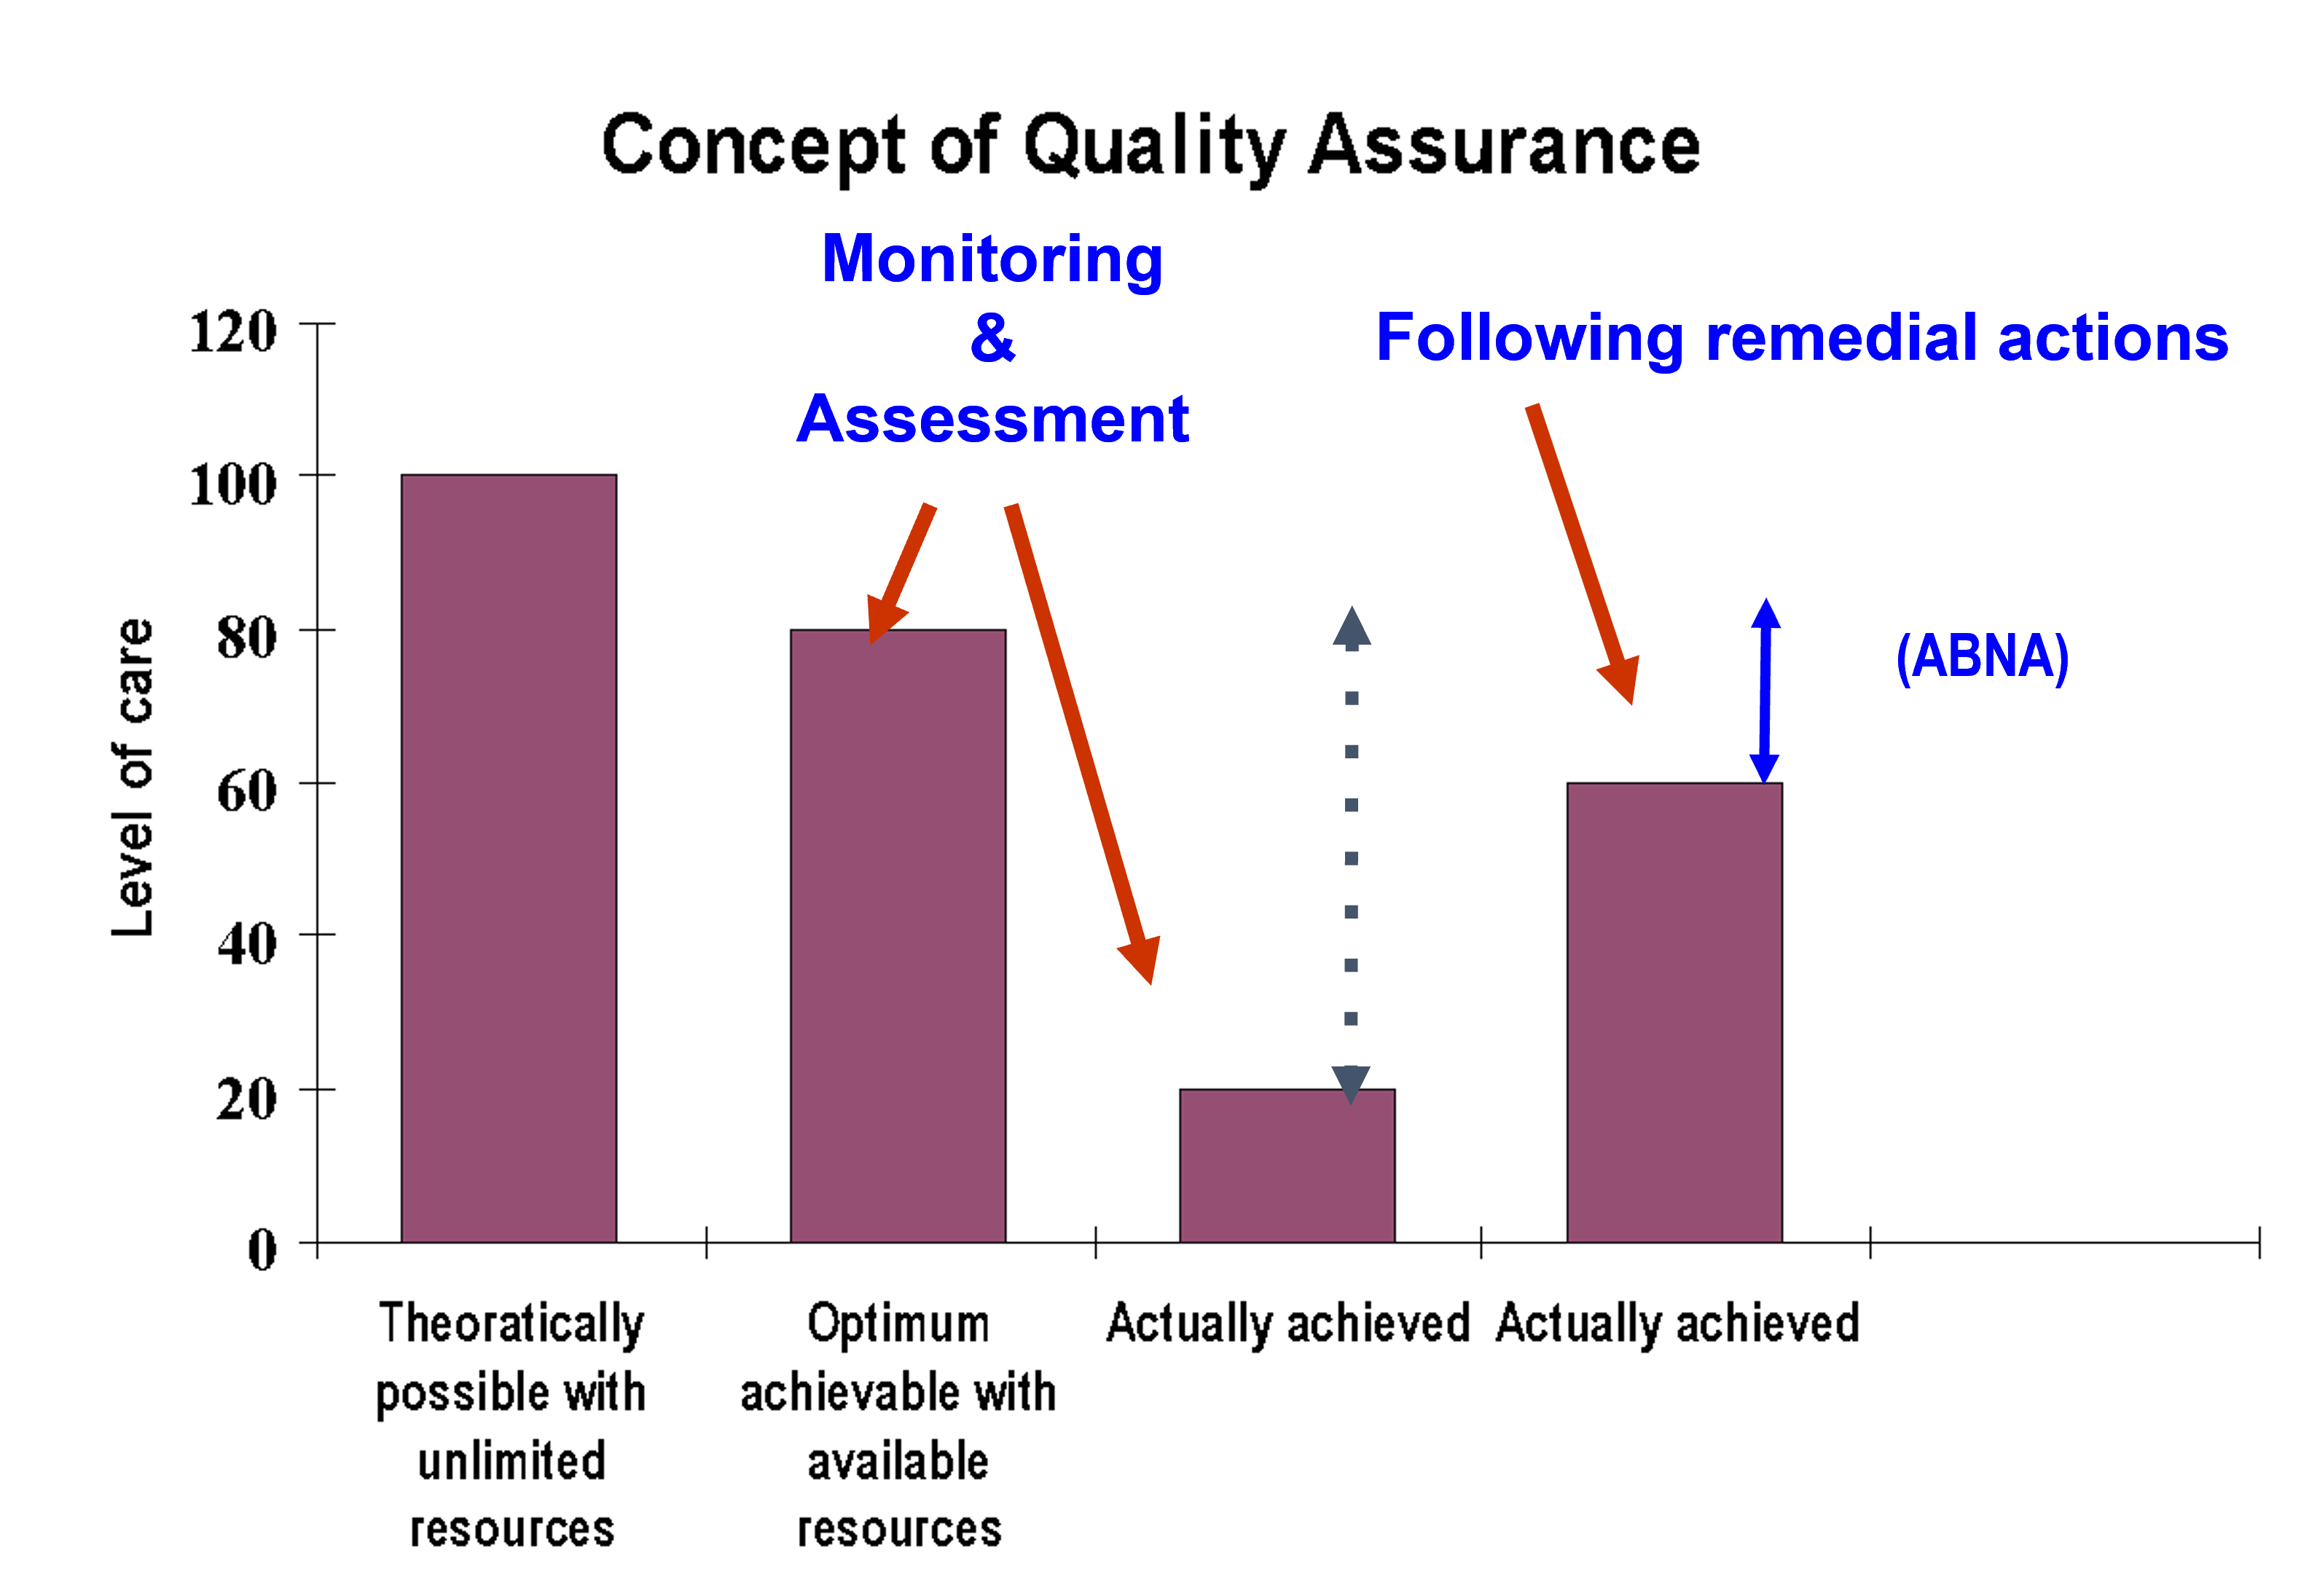 Concept of Quality Assurance
Monitoring
&
Assessment
Following remedial actions
(ABNA)
Level of care
120
100
80
60
40
20
0
Theoratically
possible with
unlimited
resources
Optimum
achievable with
available
resources
Actually achieved
Actually achieved